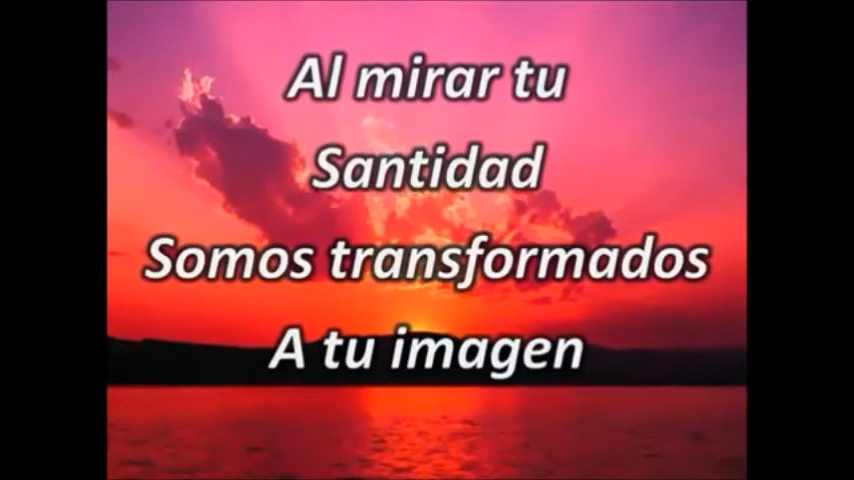 Al mirar tu
Santidad
Somos transformados
A tu imagen